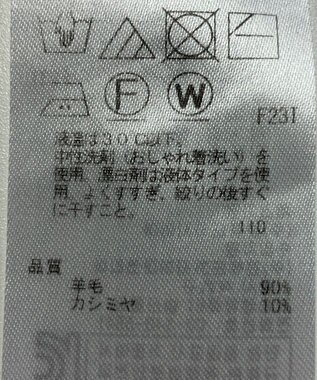 F
W
F23T
液温は30℃以下。
中性洗剤(おしゃれ着洗い)を
使用、漂白剤は液体タイプを使
用、よくすすぎ、絞りの後すぐ
に干すこと。
110
品質
羊毛 90%
カシミヤ 10%